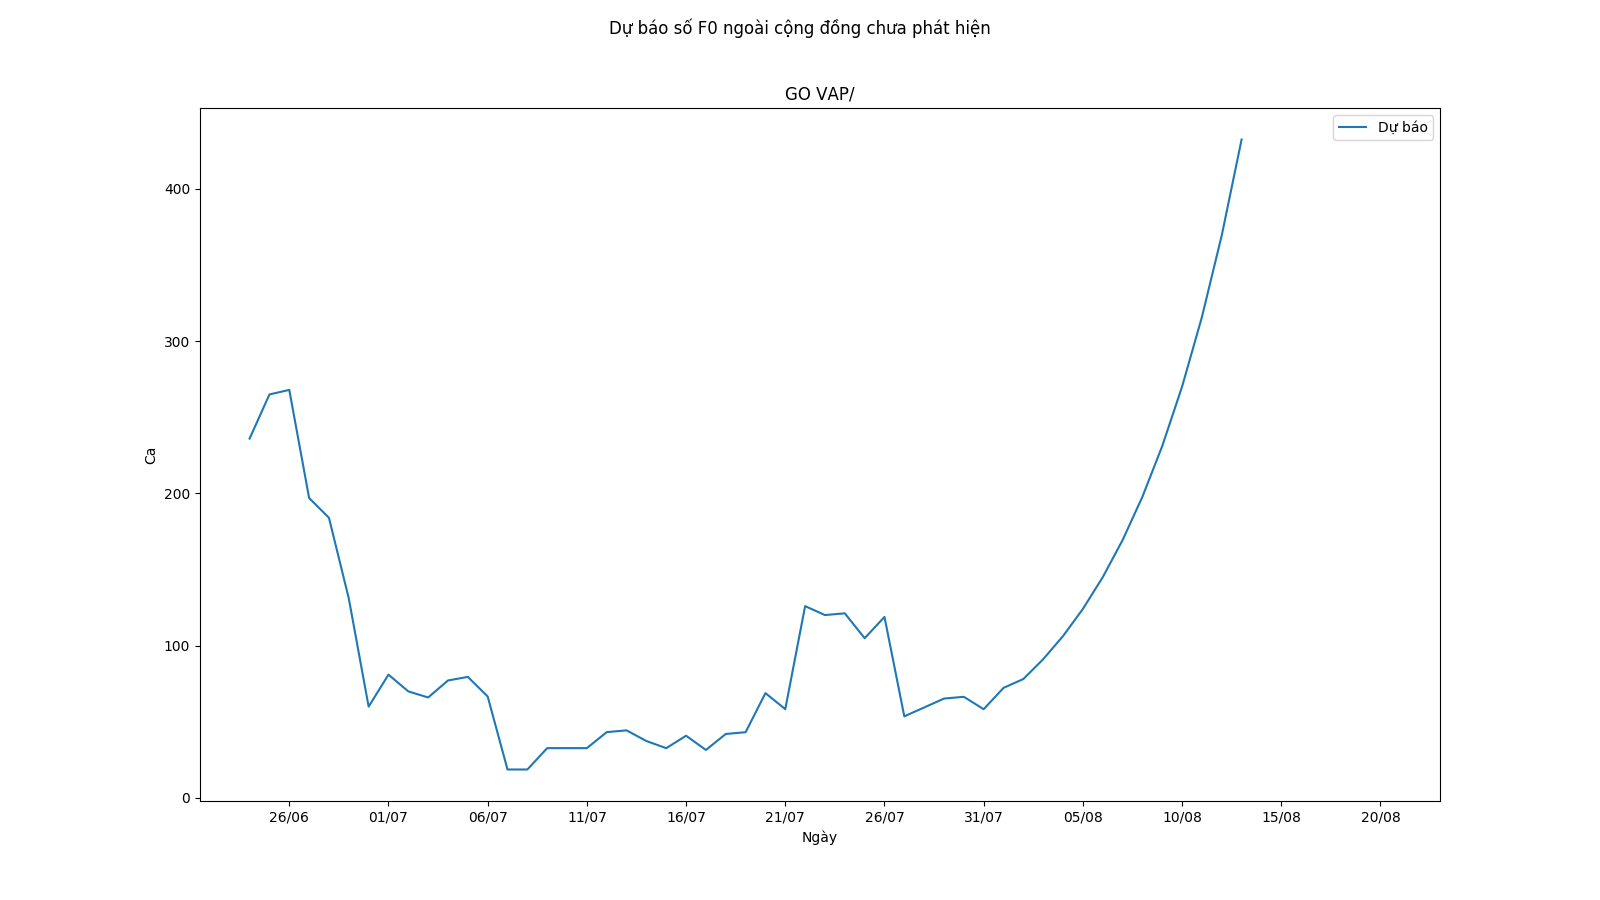 Dự báo số F0 ngoài cộng đồng chưa phát hiện
GO VAP/
Dự báo
400
300
200
100
0
Ca
26/06 01/07 06/07 11/07 16/07 21/07 26/07 31/07 05/08 10/08 15/08 20/08
Ngày